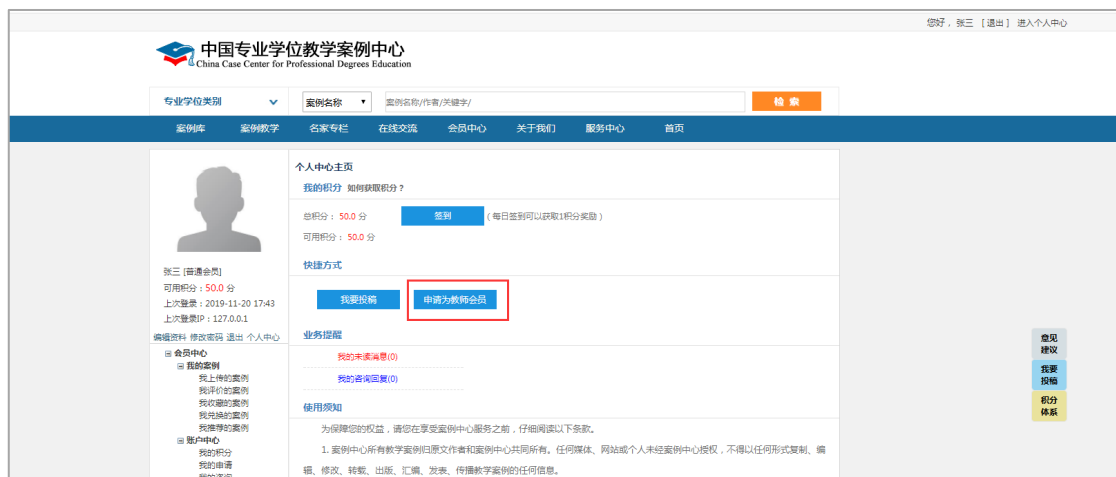 您好，张三 [退出] 进入个人中心
中国专业学位教学案例中心
China Case Center for Professional Degrees Education
专业学位类别
案例名称
案例名称/作者/关键字/
检 索
案例库 案例教学 名家专栏 在线交流 会员中心 关于我们 服务中心 首页
张三 [普通会员]
可用积分：50.0 分
上次登录：2019-11-20 17:43
上次登录IP：127.0.0.1
编辑资料 修改密码 退出 个人中心
会员中心
我的案例
我上传的案例
我评价的案例
我收藏的案例
我兑换的案例
我推荐的案例
账户中心
我的积分
我的申请
个人中心主页
我的积分 如何获取积分？
总积分：50.0 分 签到 （每日签到可以获取1积分奖励）
可用积分：50.0 分
快捷方式
我要投稿 申请为教师会员
业务提醒
我的未读消息(0)
我的咨询回复(0)
使用须知
为保障您的权益，请您在享受案例中心服务之前，仔细阅读以下条款。
1. 案例中心所有教学案例归原文作者和案例中心共同所有。任何媒体、网站或个人未经案例中心授权，不得以任何形式复制、编
辑、修改、转载、出版、汇编、发表、传播教学案例的任何信息。
意见
建议
我要
投稿
积分
体系